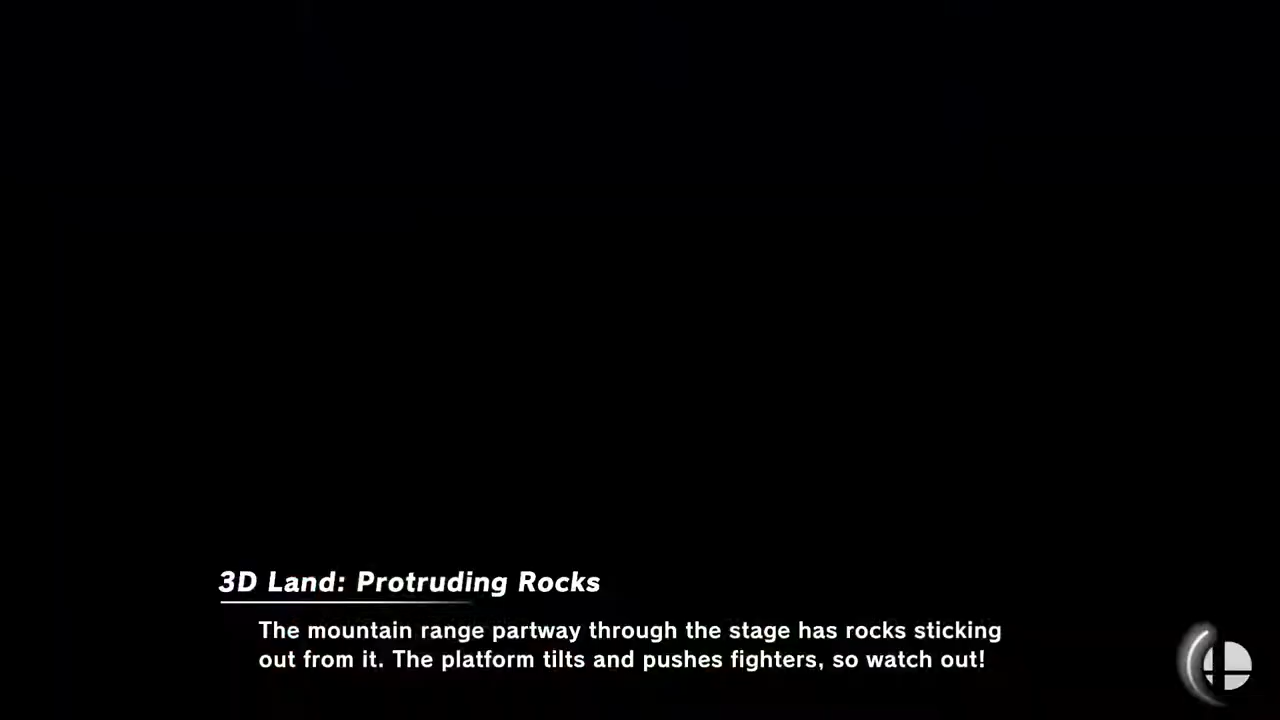 3D Land: Protruding Rocks
The mountain range partway through the stage has rocks sticking
out from it. The platform tilts and pushes fighters, so watch out!